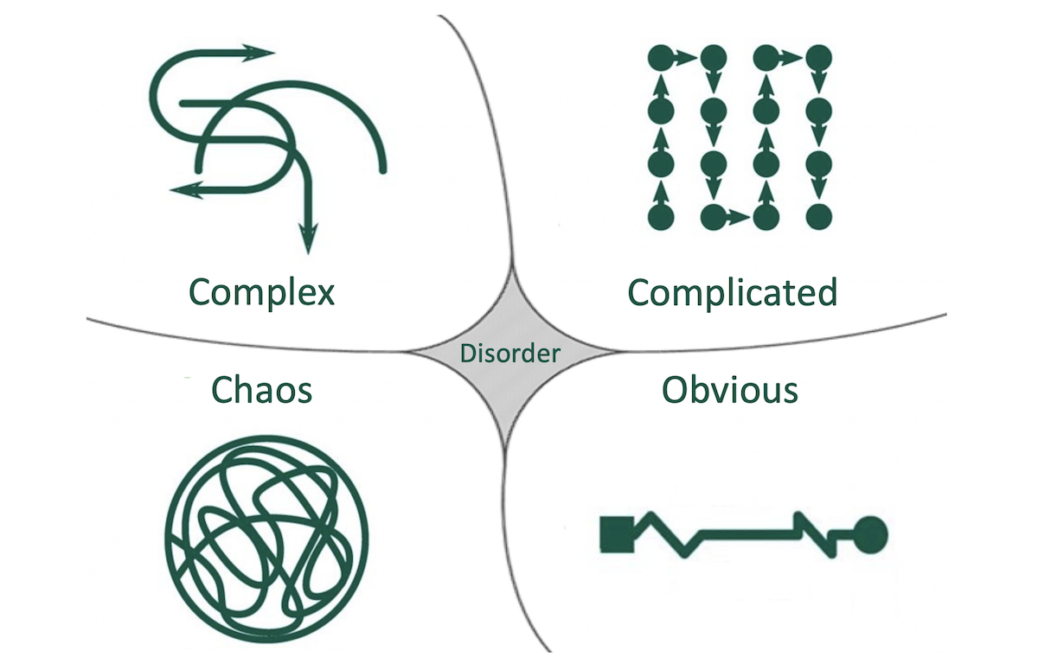 Complex
Complicated
Disorder
Chaos
Obvious